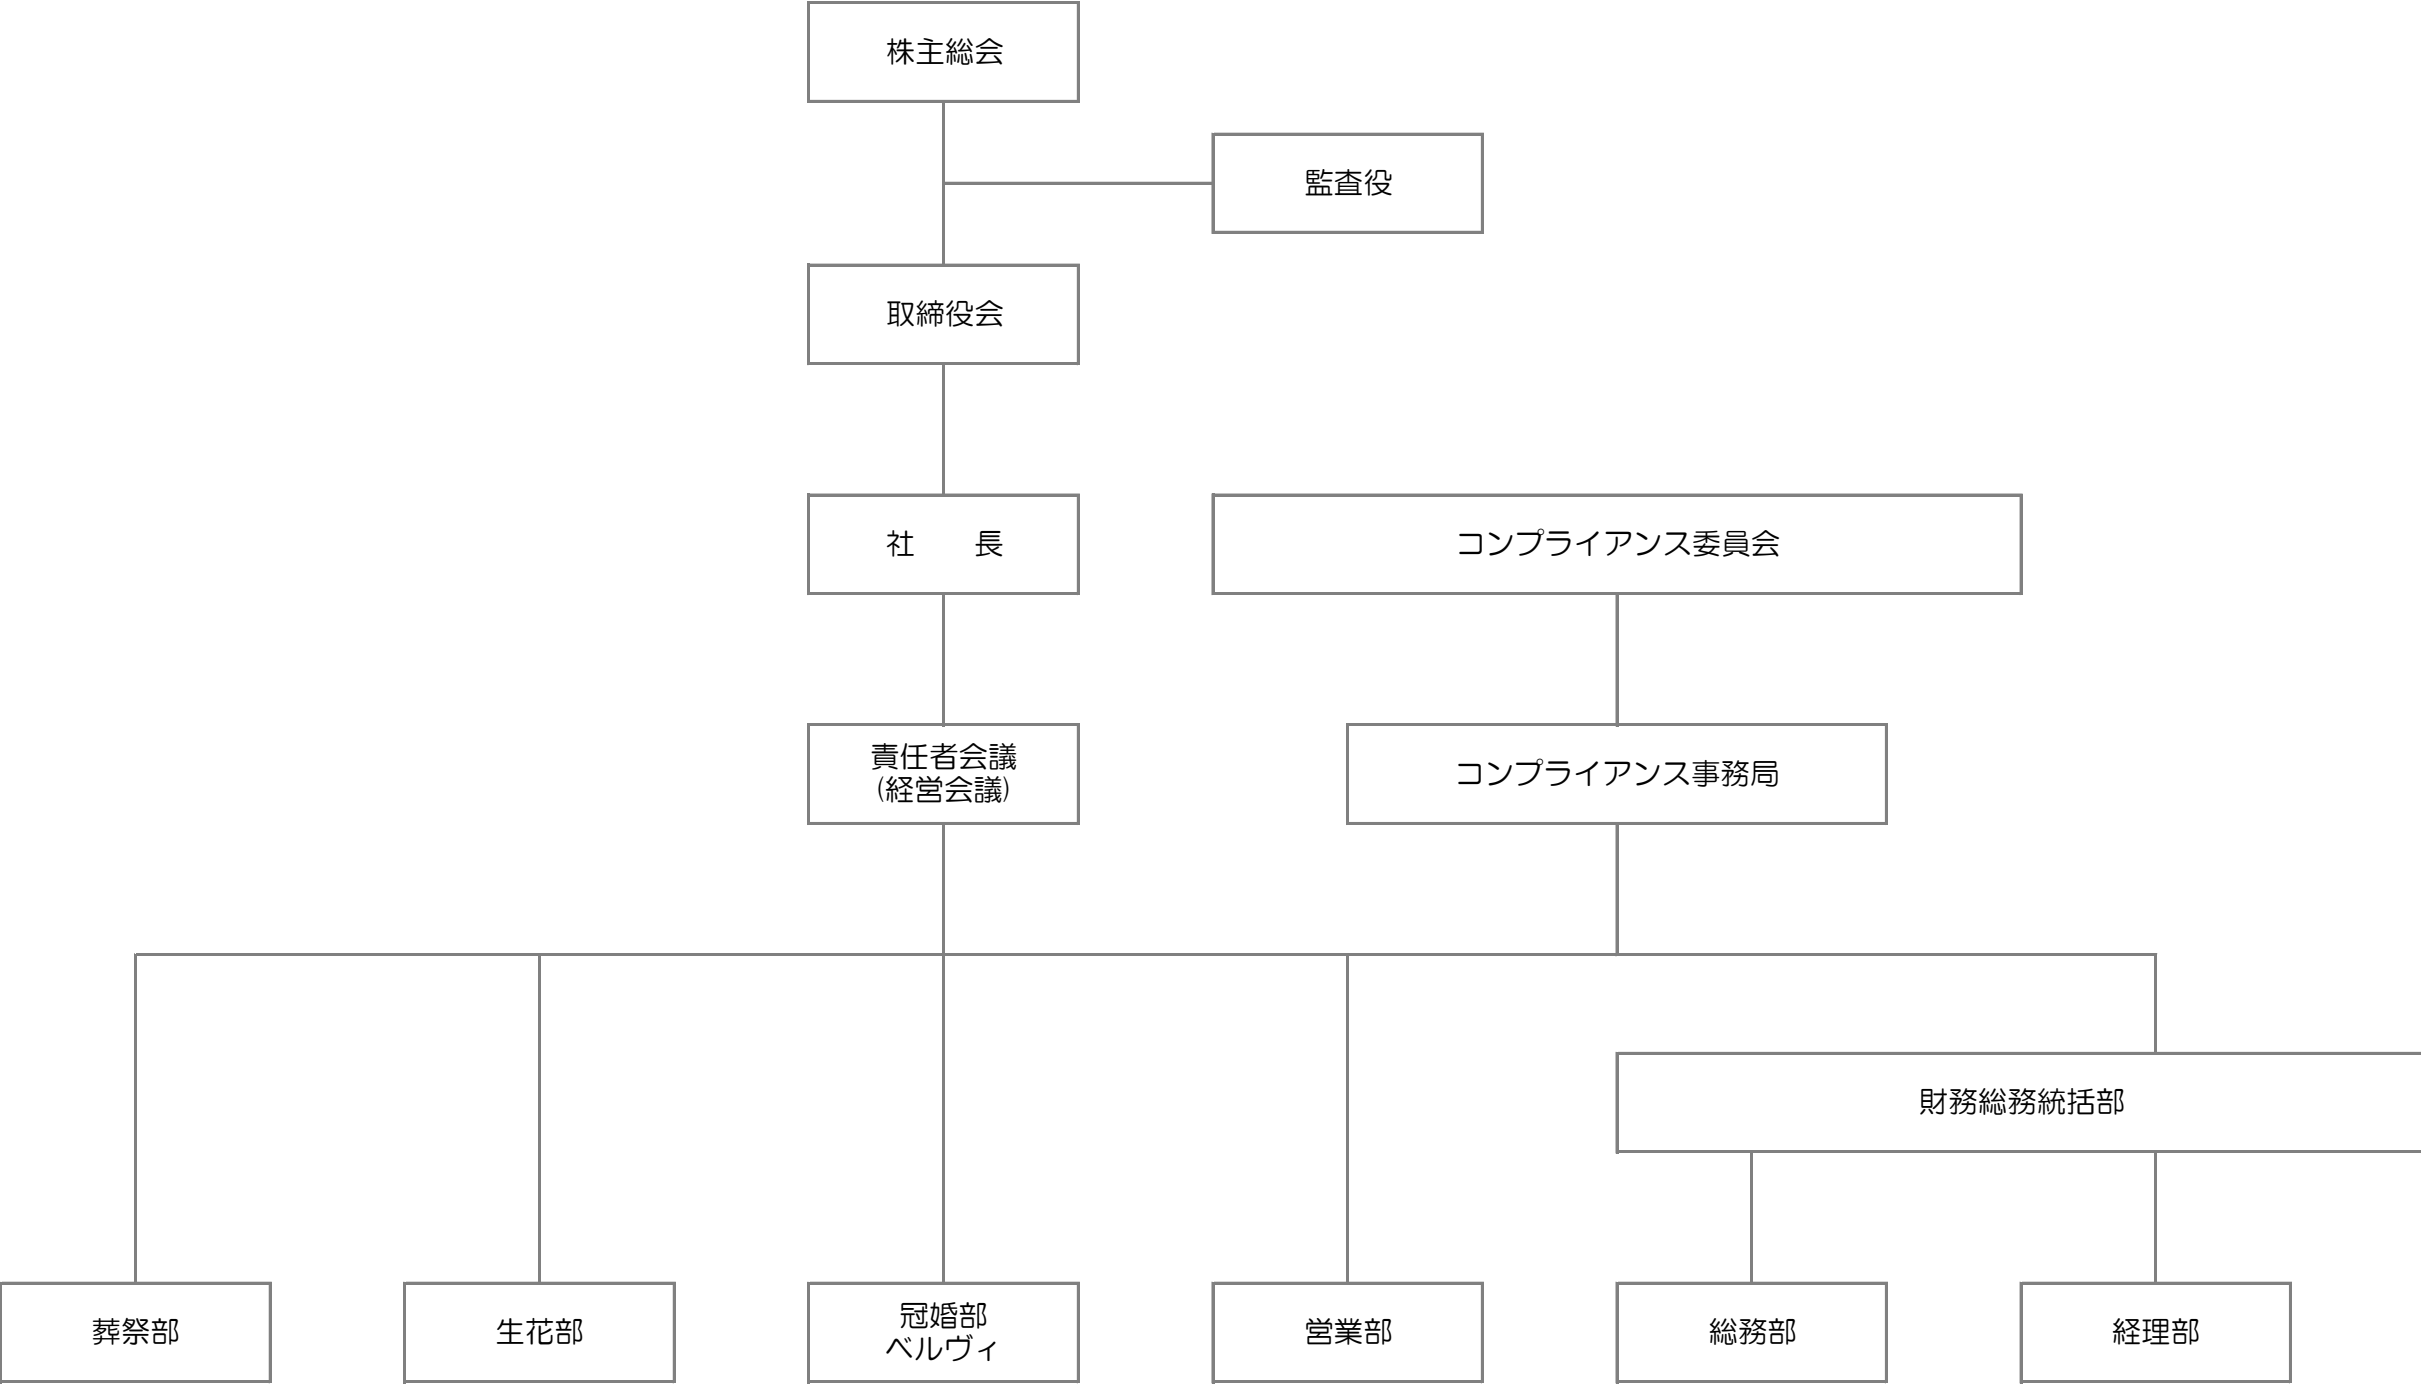 株主総会
監査役
取締役会
社　　長
コンプライアンス委員会
責任者会議
(経営会議)
コンプライアンス事務局
財務総務統括部
葬祭部
生花部
冠婚部
ベルヴィ
営業部
総務部
経理部